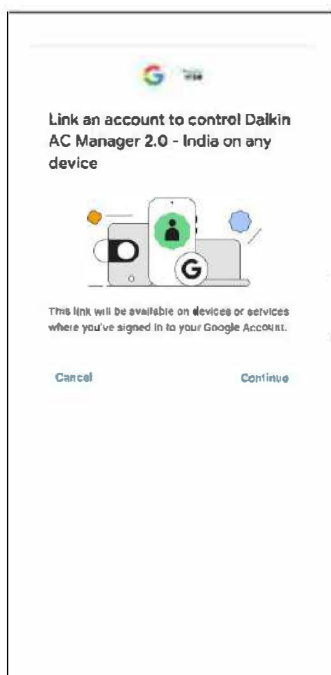 Link an account to control Daikin
AC Manager 2.0 - India on any
device
G
This link will be available on devices or services
where you've signed in to your Google Account.
Cancel
Continue